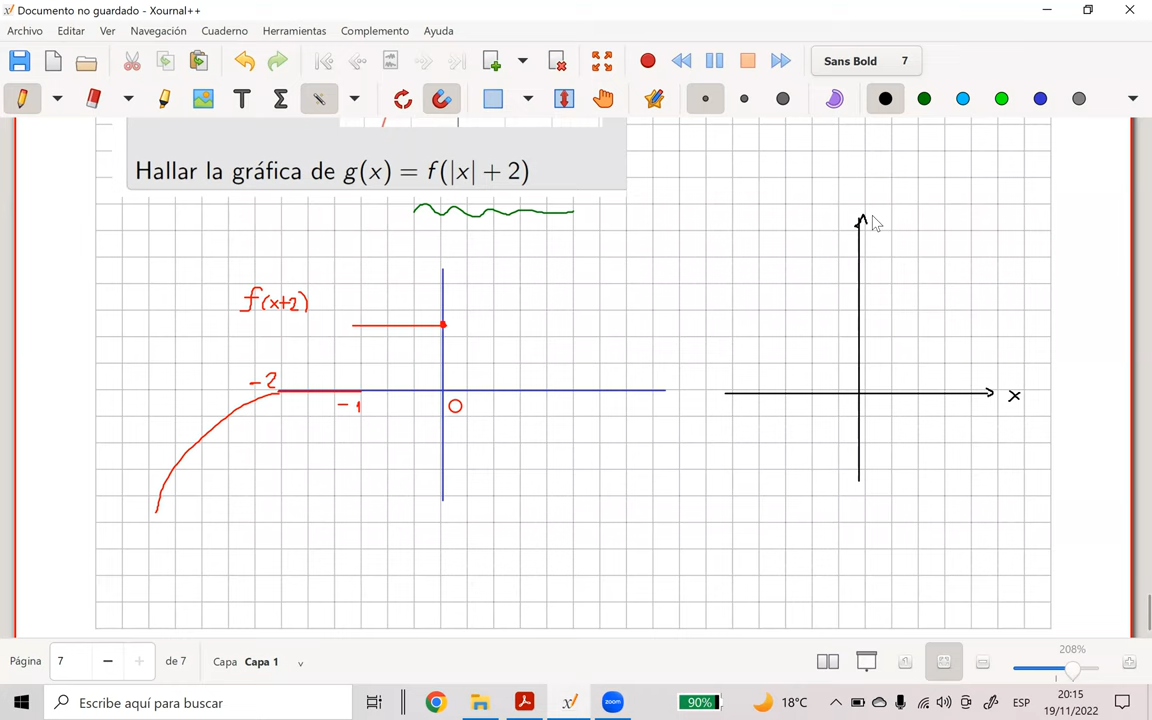 Documento no guardado - Xournal++
Archivo Editar Ver Navegación Cuaderno Herramientas Complemento Ayuda
Sans Bold 7
Hallar la gráfica de g(x) = f(|x| + 2)
f(x+2)
-2
-1
0
x
Página 7 de 7 Capa Capa 1
208%
Escribe aquí para buscar
zoom
90%
18°C
ESP
20:15
19/11/2022